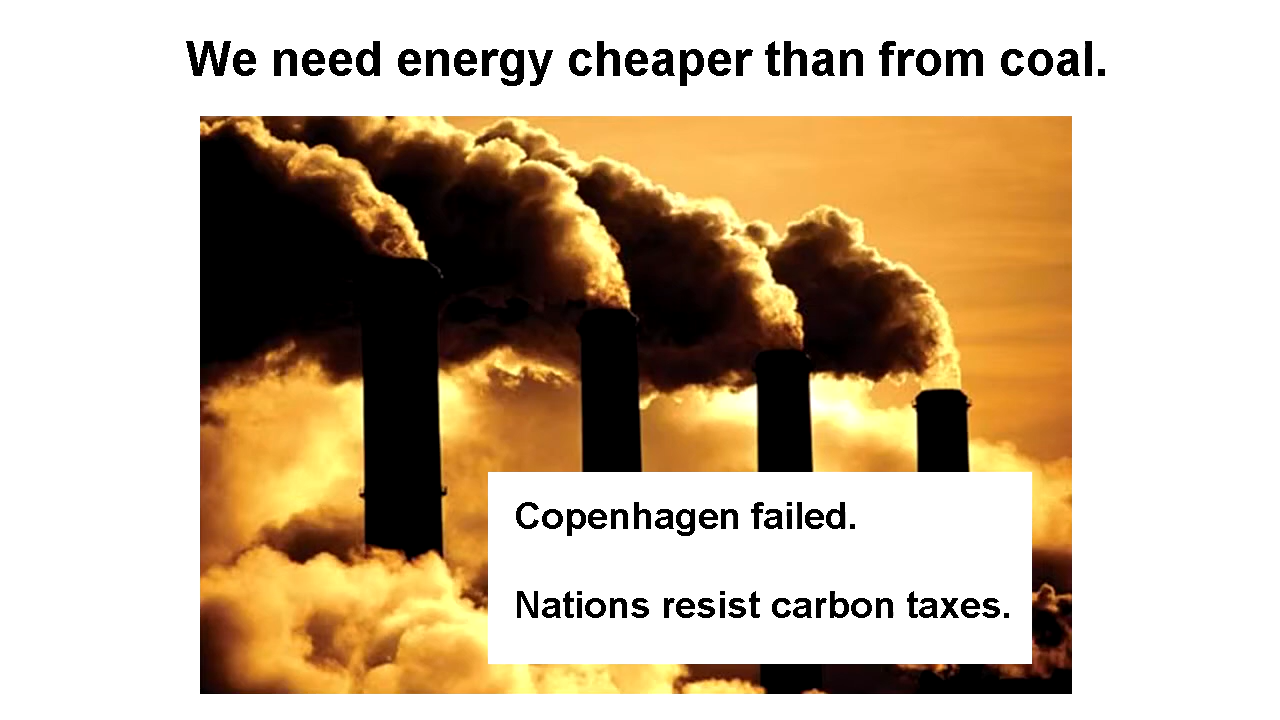 We need energy cheaper than from coal.
Copenhagen failed.
Nations resist carbon taxes.